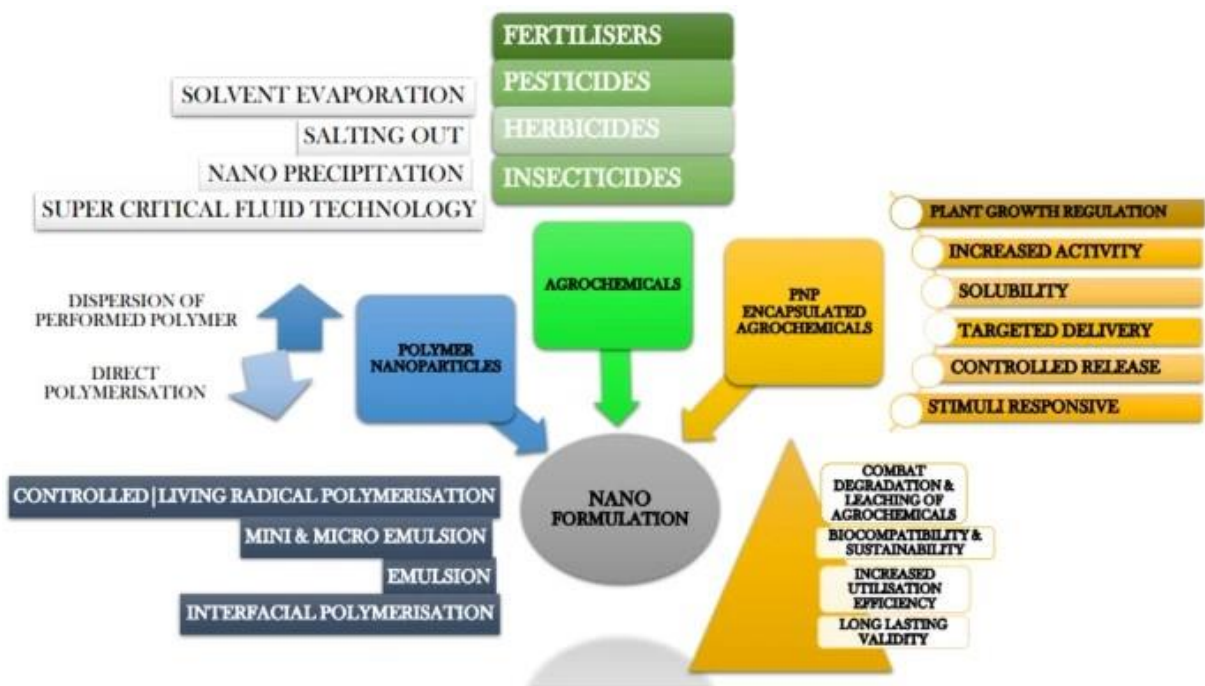 FERTILISERS
PESTICIDES
HERBICIDES
INSECTICIDES
SOLVENT EVAPORATION
SALTING OUT
NANO PRECIPITATION
SUPER CRITICAL FLUID TECHNOLOGY
DISPERSION OF
PERFORMED POLYMER
DIRECT
POLYMERISATION
POLYMER
NANOPARTICLES
AGROCHEMICALS
PNP
ENCAPSULATED
AGROCHEMICALS
PLANT GROWTH REGULATION
INCREASED ACTIVITY
SOLUBILITY
TARGETED DELIVERY
CONTROLLED RELEASE
STIMULI RESPONSIVE
CONTROLLED|LIVING RADICAL POLYMERISATION
MINI & MICRO EMULSION
EMULSION
INTERFACIAL POLYMERISATION
NANO
FORMULATION
COMBAT
DEGRADATION &
LEACHING OF
AGROCHEMICALS
BIOCOMPATIBILITY &
SUSTAINABILITY
INCREASED
UTILISATION
EFFICIENCY
LONG LASTING
VALIDITY